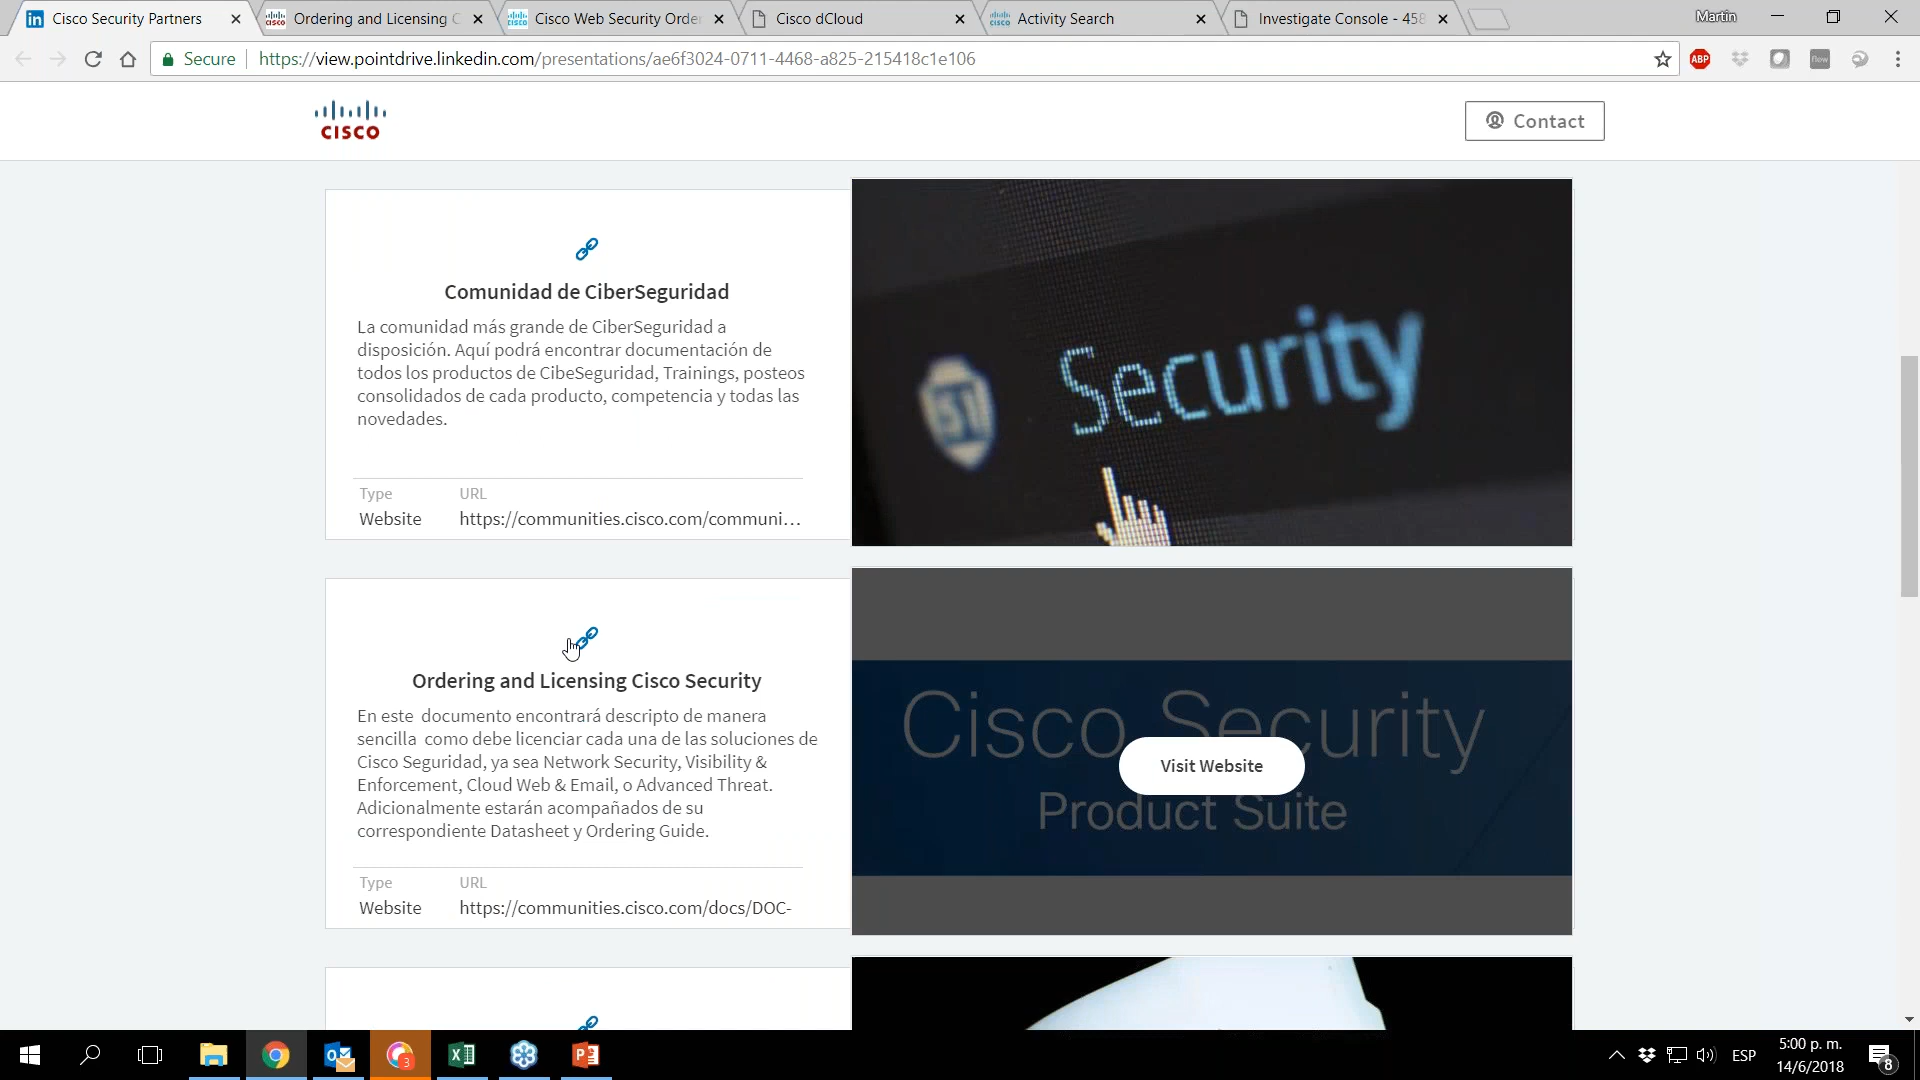 Cisco Security Partners
Ordering and Licensing C
Cisco Web Security Orde
Cisco dCloud
Activity Search
Investigate Console - 458
Martin
Secure
https://view.pointdrive.linkedin.com/presentations/ae6f3024-0711-4468-a825-215418c1e106
ABP
flow
CISCO
Contact
Comunidad de CiberSeguridad
La comunidad más grande de CiberSeguridad a
disposición. Aquí podrá encontrar documentación de
todos los productos de CibeSeguridad, Trainings, posteos
consolidados de cada producto, competencia y todas las
novedades.
Type URL
Website https://communities.cisco.com/communi...
Security
Ordering and Licensing Cisco Security
En este documento encontrará descripto de manera
sencilla como debe licenciar cada una de las soluciones de
Cisco Seguridad, ya sea Network Security, Visibility &
Enforcement, Cloud Web & Email, o Advanced Threat.
Adicionalmente estarán acompañados de su
correspondiente Datasheet y Ordering Guide.
Type URL
Website https://communities.cisco.com/docs/DOC-
Cisco Security
Visit Website
Product Suite
3
ESP
5:00 p. m.
14/6/2018
8